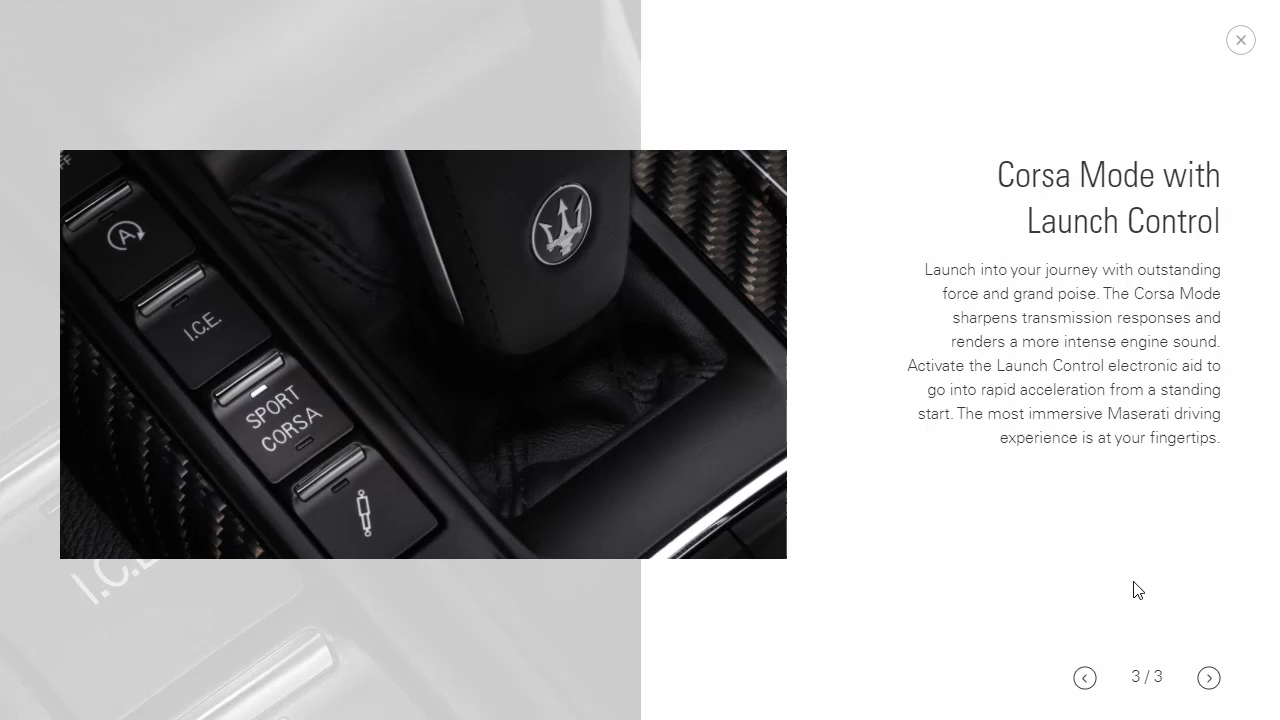 FF
A
I.C.E.
SPORT
CORSA
I.C.E
Corsa Mode with
Launch Control
Launch into your journey with outstanding
force and grand poise. The Corsa Mode
sharpens transmission responses and
renders a more intense engine sound.
Activate the Launch Control electronic aid to
go into rapid acceleration from a standing
start. The most immersive Maserati driving
experience is at your fingertips.
3 / 3